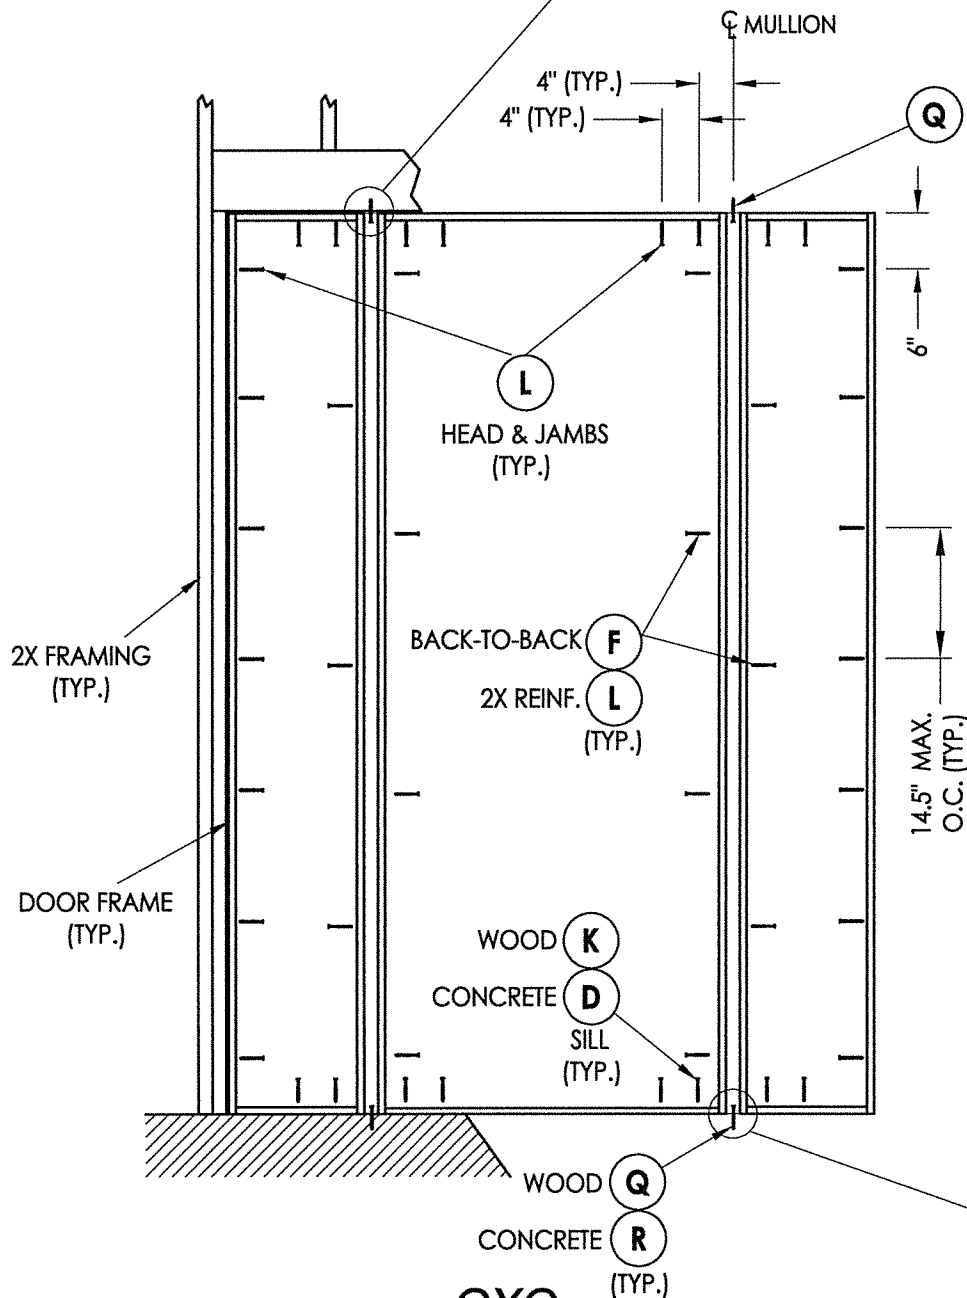 ℄ MULLION
4" (TYP.)
4" (TYP.)
Q
6"
L
HEAD & JAMBS
(TYP.)
2X FRAMING
(TYP.)
BACK-TO-BACK F
2X REINF. L
(TYP.)
14.5" MAX.
O.C. (TYP.)
DOOR FRAME
(TYP.)
WOOD K
CONCRETE D
SILL
(TYP.)
WOOD Q
CONCRETE R
(TYP.)